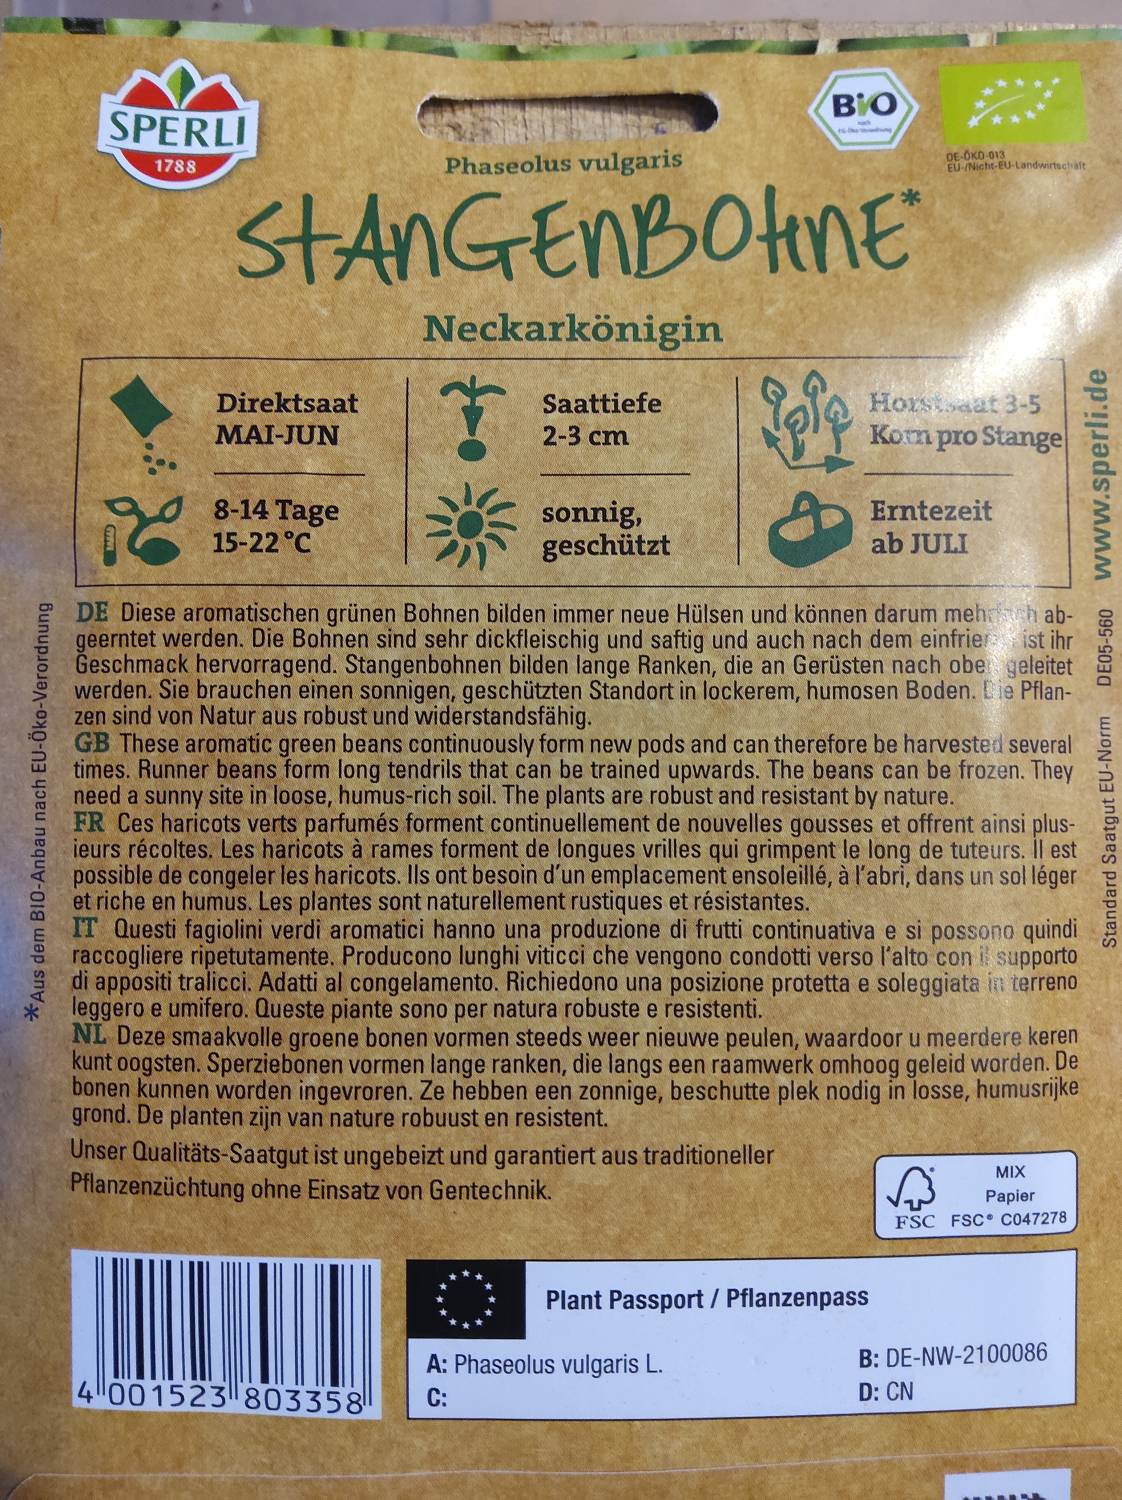 SPERLI
1788
Phaseolus vulgaris
BIO
nach
EG-Öko-Verordnung
DE-ÖKO-013
EU-/Nicht-EU-Landwirtschaft
STANGENBOHNE*
Neckarkönigin
Direktsaat
MAI-JUN
Saattiefe
2-3 cm
Horstsaat 3-5
Korn pro Stange
8-14 Tage
15-22 °C
sonnig,
geschützt
Erntezeit
ab JULI
DE Diese aromatischen grünen Bohnen bilden immer neue Hülsen und können darum mehrfach ab-
geerntet werden. Die Bohnen sind sehr dickfleischig und saftig und auch nach dem einfrieren ist ihr
Geschmack hervorragend. Stangenbohnen bilden lange Ranken, die an Gerüsten nach oben geleitet
werden. Sie brauchen einen sonnigen, geschützten Standort in lockerem, humosen Boden. Die Pflan-
zen sind von Natur aus robust und widerstandsfähig.
GB These aromatic green beans continuously form new pods and can therefore be harvested several
times. Runner beans form long tendrils that can be trained upwards. The beans can be frozen. They
need a sunny site in loose, humus-rich soil. The plants are robust and resistant by nature.
FR Ces haricots verts parfumés forment continuellement de nouvelles gousses et offrent ainsi plus-
ieurs récoltes. Les haricots à rames forment de longues vrilles qui grimpent le long de tuteurs. Il est
possible de congeler les haricots. Ils ont besoin d'un emplacement ensoleillé, à l'abri, dans un sol léger
et riche en humus. Les plantes sont naturellement rustiques et résistantes.
IT Questi fagiolini verdi aromatici hanno una produzione di frutti continuativa e si possono quindi
raccogliere ripetutamente. Producono lunghi viticci che vengono condotti verso l'alto con il supporto
di appositi tralicci. Adatti al congelamento. Richiedono una posizione protetta e soleggiata in terreno
leggero e umifero. Queste piante sono per natura robuste e resistenti.
NL Deze smaakvolle groene bonen vormen steeds weer nieuwe peulen, waardoor u meerdere keren
kunt oogsten. Sperziebonen vormen lange ranken, die langs een raamwerk omhoog geleid worden. De
bonen kunnen worden ingevroren. Ze hebben een zonnige, beschutte plek nodig in losse, humusrijke
grond. De planten zijn van nature robuust en resistent.
Unser Qualitäts-Saatgut ist ungebeizt und garantiert aus traditioneller
Pflanzenzüchtung ohne Einsatz von Gentechnik.
*Aus dem BIO-Anbau nach EU-Öko-Verordnung
www.sperli.de
Standard Saatgut EU-Norm DE05-560
FSC
MIX
Papier
FSC® C047278
4 001523 803358
Plant Passport / Pflanzenpass
A: Phaseolus vulgaris L.
B: DE-NW-2100086
C:
D: CN